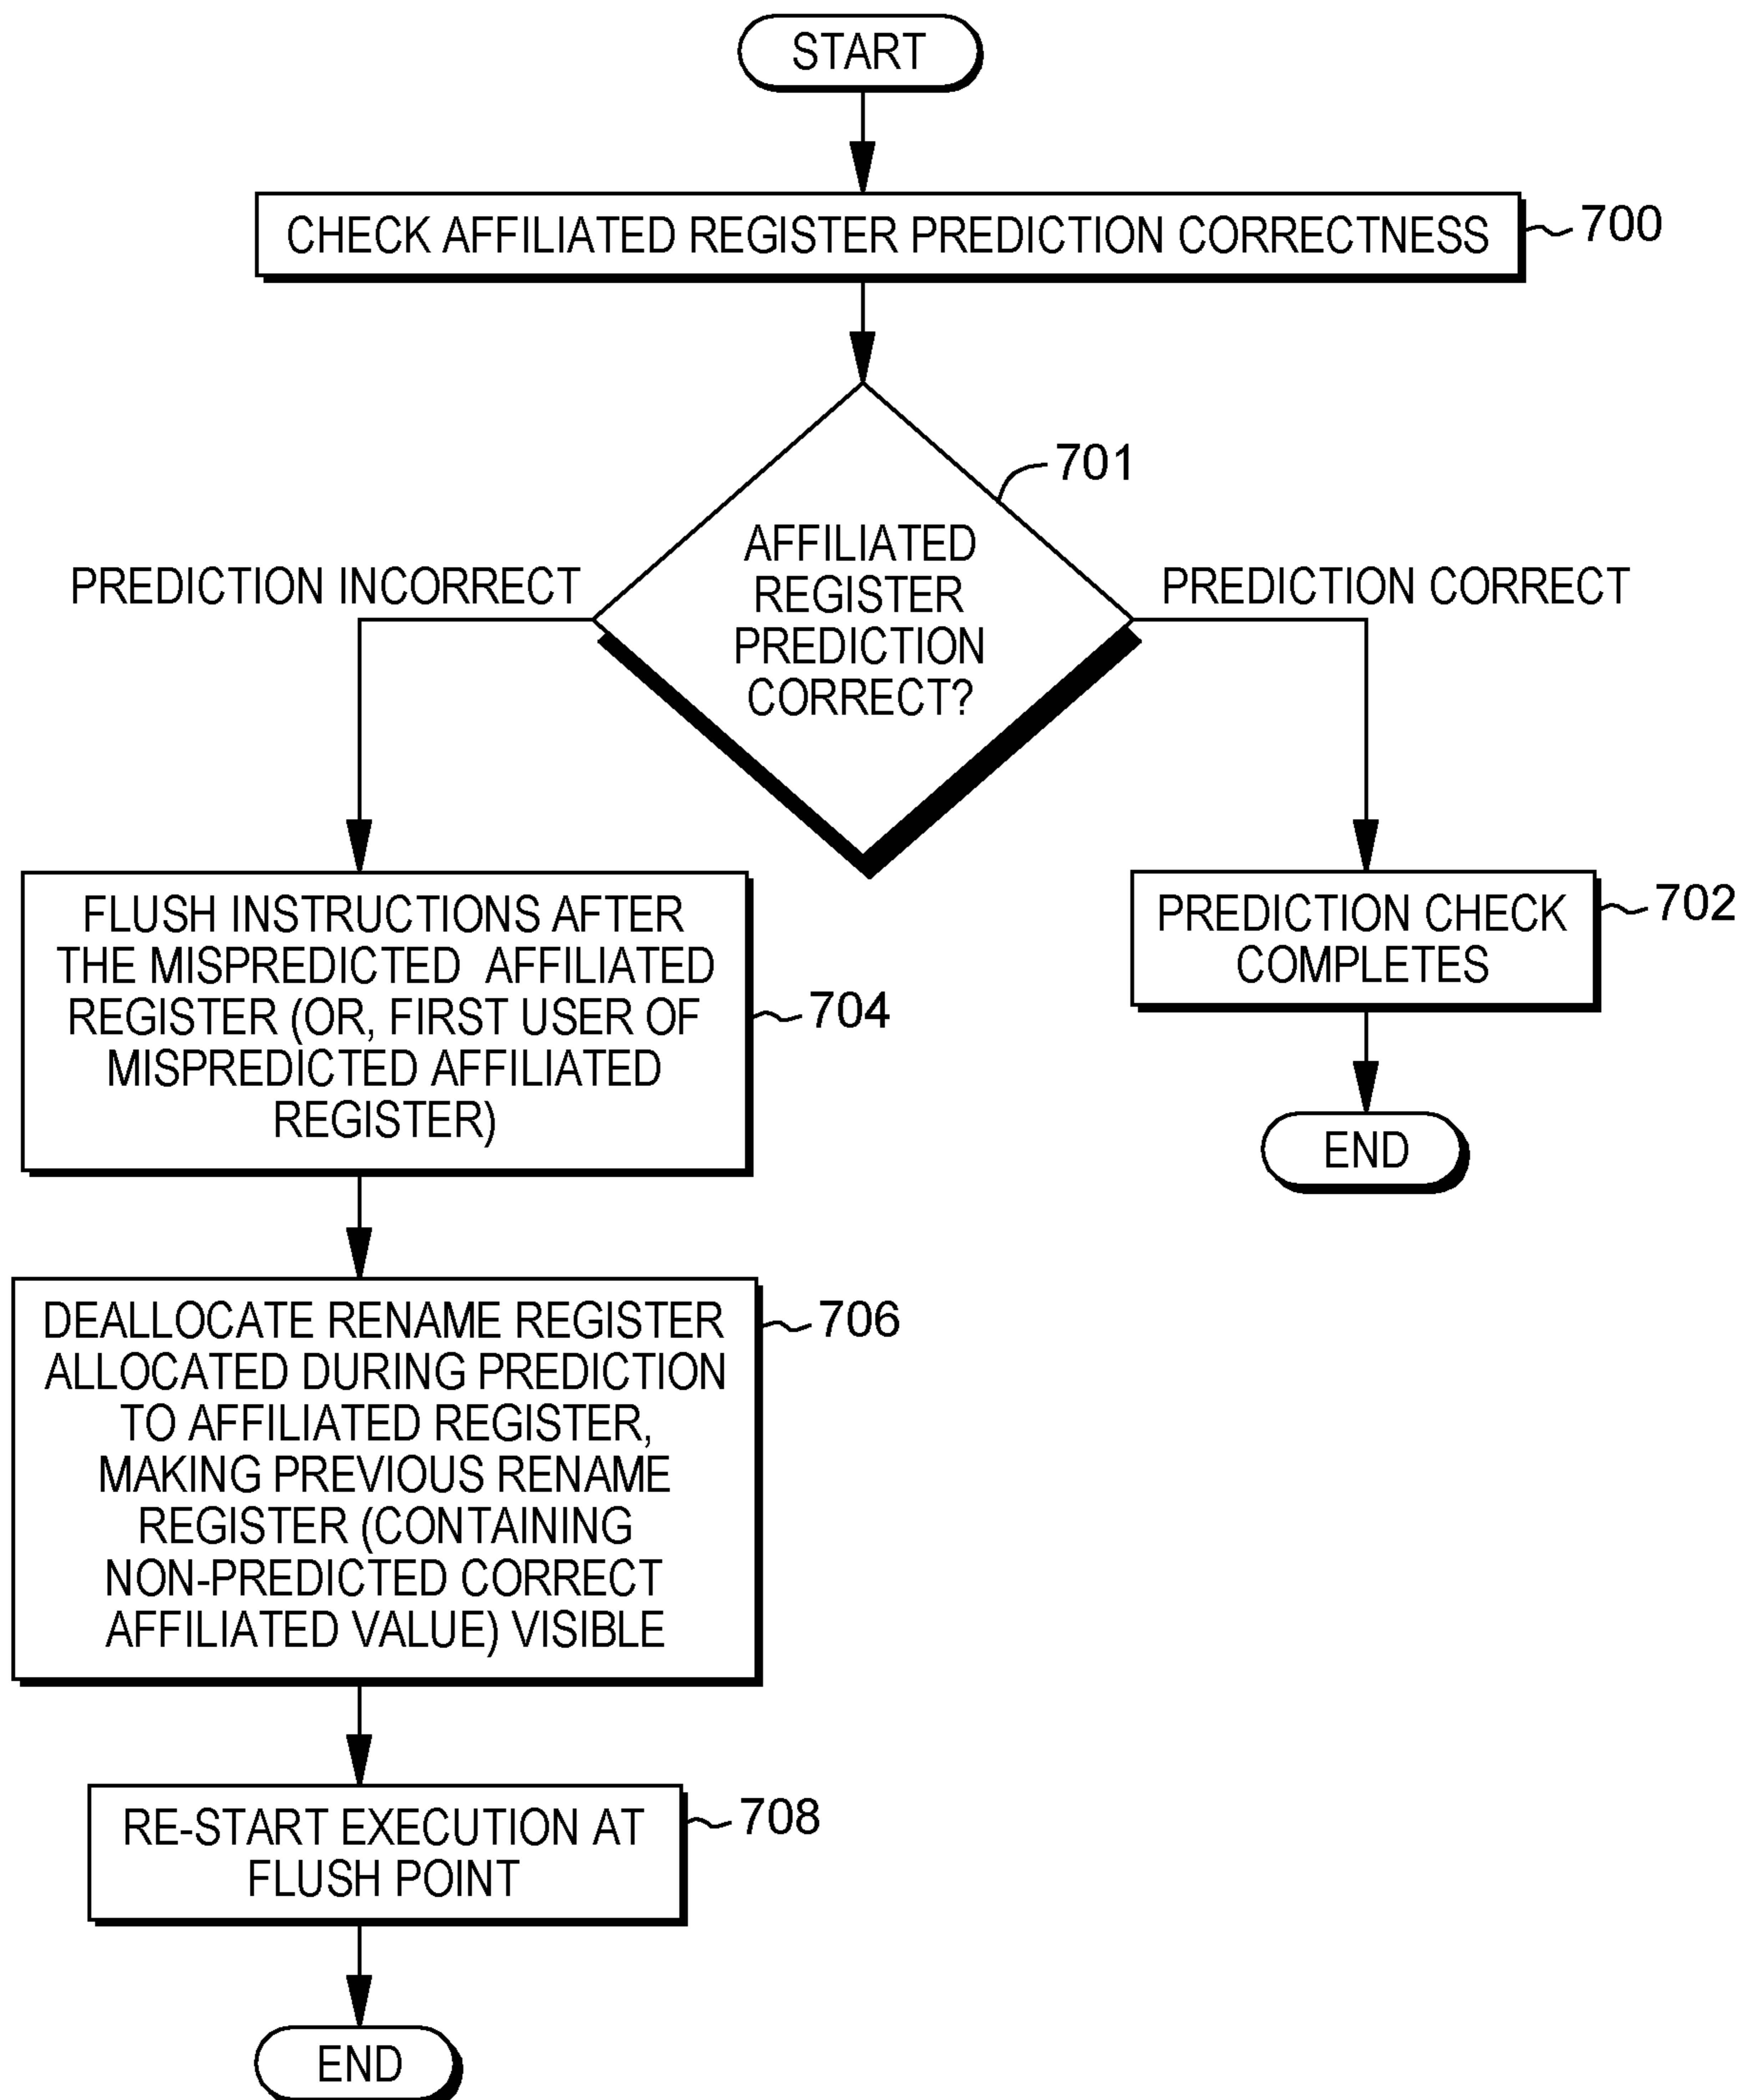 START
CHECK AFFILIATED REGISTER PREDICTION CORRECTNESS
700
701
AFFILIATED
REGISTER
PREDICTION
CORRECT?
PREDICTION INCORRECT
PREDICTION CORRECT
FLUSH INSTRUCTIONS AFTER
THE MISPREDICTED AFFILIATED
REGISTER (OR, FIRST USER OF
MISPREDICTED AFFILIATED
REGISTER)
704
PREDICTION CHECK
COMPLETES
702
END
DEALLOCATE RENAME REGISTER
ALLOCATED DURING PREDICTION
TO AFFILIATED REGISTER,
MAKING PREVIOUS RENAME
REGISTER (CONTAINING
NON-PREDICTED CORRECT
AFFILIATED VALUE) VISIBLE
706
RE-START EXECUTION AT
FLUSH POINT
708
END